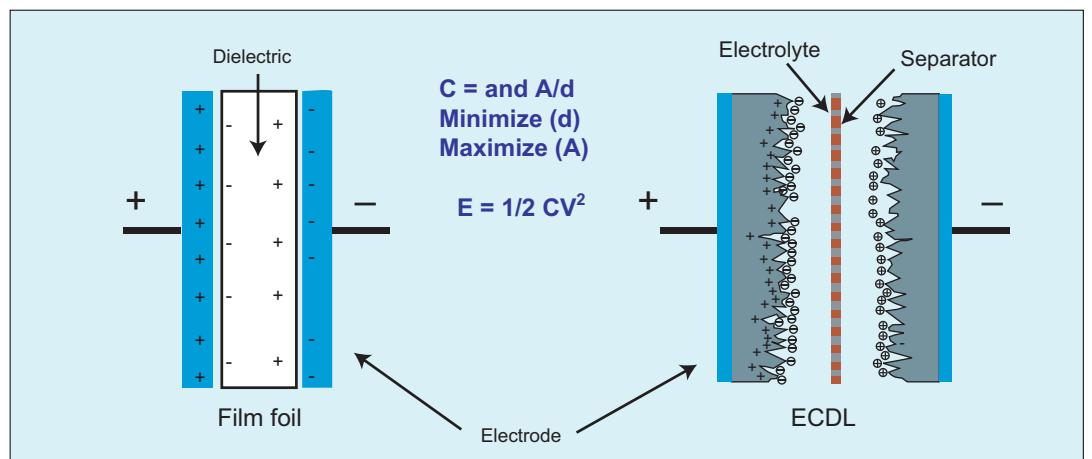 Dielectric
C = and A/d
Minimize (d)
Maximize (A)
E = 1/2 CV²
+
–
Film foil
Electrode
Electrolyte
Separator
+
–
ECDL